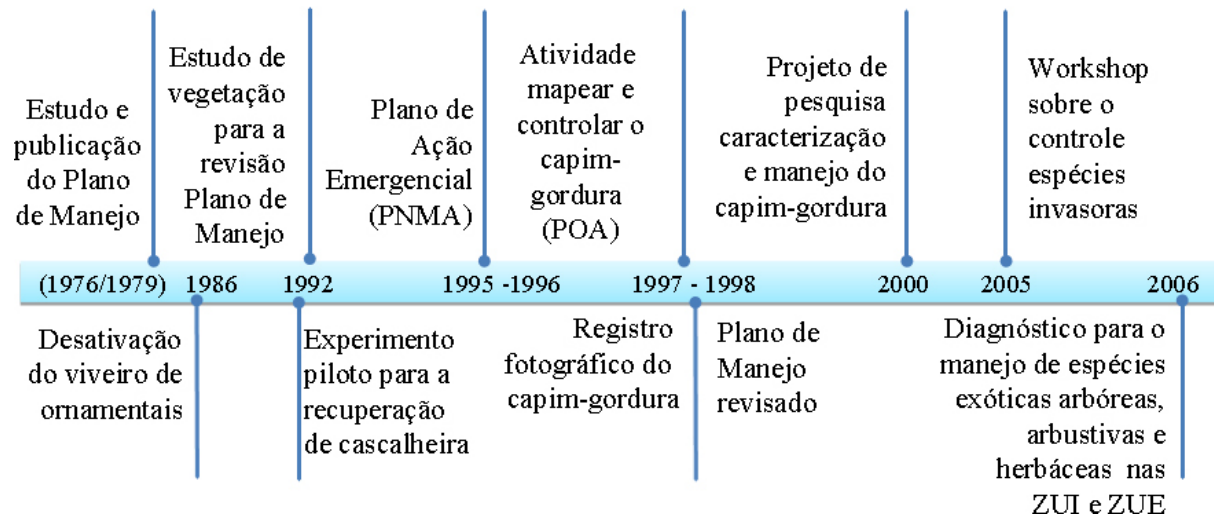 Estudo e
publicação
do Plano
de Manejo
Estudo de
vegetação
para a
revisão
Plano de
Manejo
Plano de
Ação
Emergencial
(PNMA)
Atividade
mapear e
controlar o
capim-
gordura
(POA)
Projeto de
pesquisa
caracterização
e manejo do
capim-gordura
Workshop
sobre o
controle
espécies
invasoras
(1976/1979) 1986 1992 1995 -1996 1997 - 1998 2000 2005 2006
Desativação
do viveiro de
ornamentais
Experimento
piloto para a
recuperação
de cascalheira
Registro
fotográfico do
capim-gordura
Plano de
Manejo
revisado
Diagnóstico para o
manejo de espécies
exóticas arbóreas,
arbustivas e
herbáceas nas
ZUI e ZUE